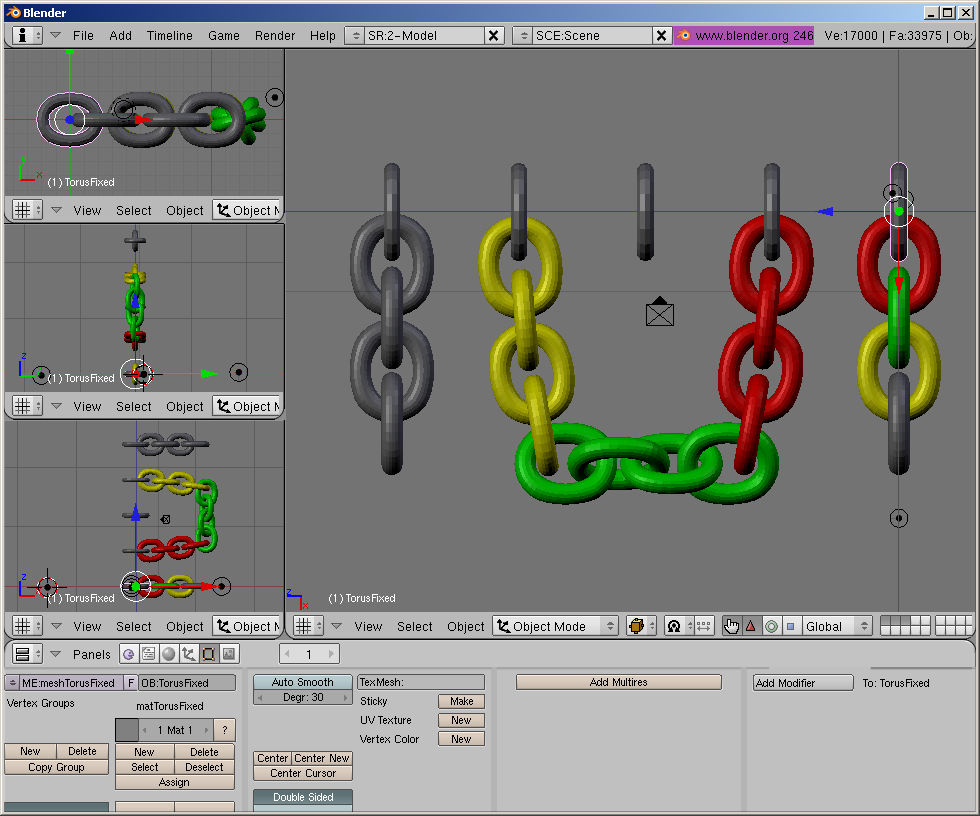 Blender
i File Add Timeline Game Render Help SR:2-Model X SCE:Scene X www.blender.org 246 Ve:17000 | Fa:33975 | Ob:
Y
x
(1) TorusFixed
View Select Object Object M
z
(1) TorusFixed
View Select Object Object M
z
(1) TorusFixed
View Select Object Object M
z
x
(1) TorusFixed
View Select Object Object Mode Global
Panels 1
ME:meshTorusFixed F OB:TorusFixed
Vertex Groups
matTorusFixed
1 Mat 1 ?
New Delete
Copy Group
New Delete
Select Deselect
Assign
Auto Smooth
Degr: 30
Center Center New
Center Cursor
Double Sided
TexMesh:
Sticky Make
UV Texture New
Vertex Color New
Add Multires
Add Modifier To: TorusFixed